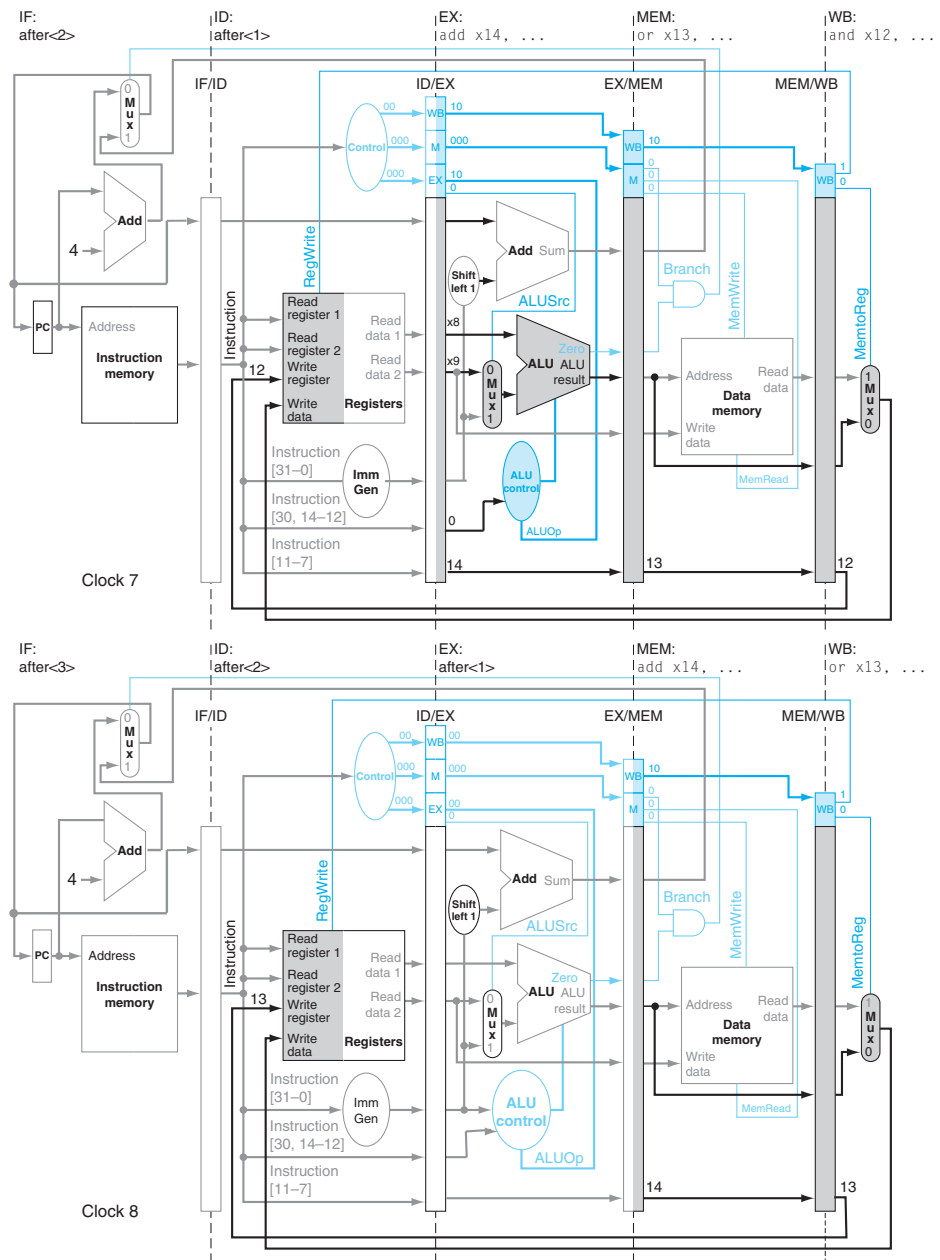 IF: ID: EX: MEM: WB:
after<2> after<1> add x14, ... or x13, ... and x12, ...
IF/ID ID/EX EX/MEM MEM/WB
0
M
u
x
1
00 WB 10
Control 000 M 000
000 EX 10
0
WB 10
0
M 0
0
WB 1
0
Add
4
RegWrite
Add Sum
Shift
left 1
ALUSrc
Branch
MemWrite
MemtoReg
PC
Address
Instruction
memory
Instruction
12
Read
register 1
Read
register 2
Write
register
Write
data
Read
data 1
Read
data 2
Registers
x8
x9
0
M
u
x
1
Zero
ALU ALU
result
Address
Read
data
Data
memory
Write
data
MemRead
1
M
u
x
0
Instruction
[31–0]
Imm
Gen
Instruction
[30, 14–12]
0
ALU
control
ALUOp
Instruction
[11–7]
14 13 12
Clock 7
IF: ID: EX: MEM: WB:
after<3> after<2> after<1> add x14, ... or x13, ...
IF/ID ID/EX EX/MEM MEM/WB
0
M
u
x
1
00 WB 00
Control 000 M 000
000 EX 00
0
WB 10
0
M 0
0
WB 1
0
Add
4
RegWrite
Add Sum
Shift
left 1
ALUSrc
Branch
MemWrite
MemtoReg
PC
Address
Instruction
memory
Instruction
13
Read
register 1
Read
register 2
Write
register
Write
data
Read
data 1
Read
data 2
Registers
0
M
u
x
1
Zero
ALU ALU
result
Address
Read
data
Data
memory
Write
data
MemRead
1
M
u
x
0
Instruction
[31–0]
Imm
Gen
Instruction
[30, 14–12]
ALU
control
ALUOp
Instruction
[11–7]
14 13
Clock 8